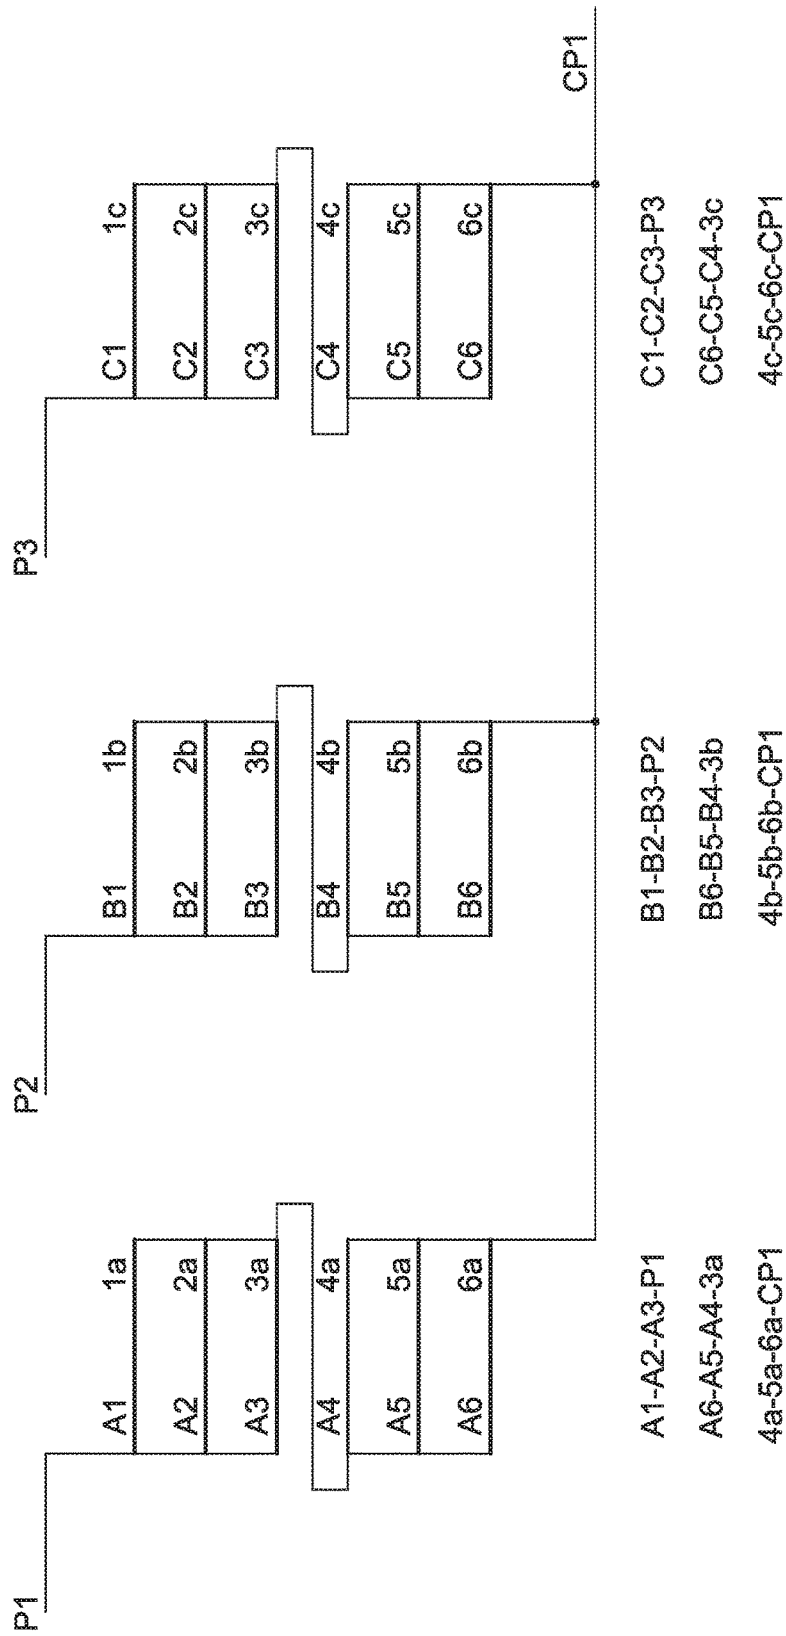 P1
P2
P3
A1 1a
B1 1b
C1 1c
A2 2a
B2 2b
C2 2c
A3 3a
B3 3b
C3 3c
A4 4a
B4 4b
C4 4c
A5 5a
B5 5b
C5 5c
A6 6a
B6 6b
C6 6c
CP1
A1-A2-A3-P1
A6-A5-A4-3a
4a-5a-6a-CP1
B1-B2-B3-P2
B6-B5-B4-3b
4b-5b-6b-CP1
C1-C2-C3-P3
C6-C5-C4-3c
4c-5c-6c-CP1